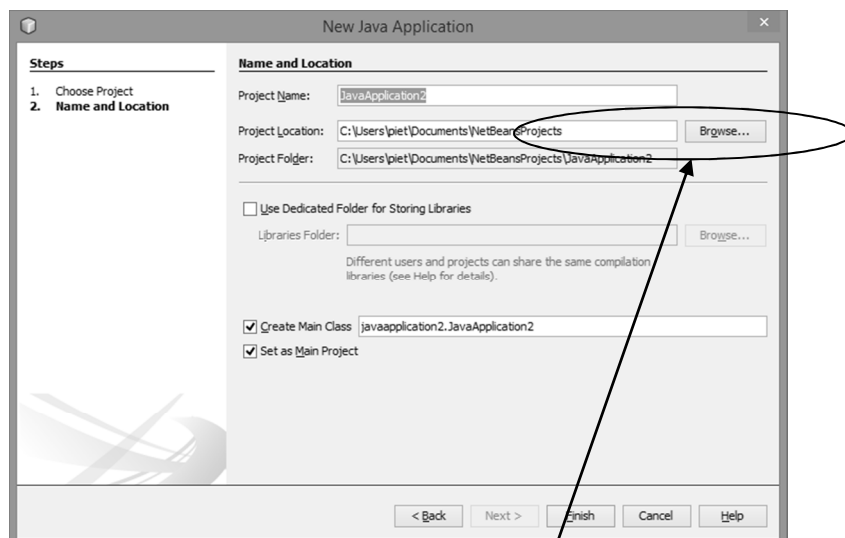 New Java Application
Steps
1. Choose Project
2. Name and Location
Name and Location
Project Name: JavaApplication2
Project Location: C:\Users\piet\Documents\NetBeansProjects Browse...
Project Folder: C:\Users\piet\Documents\NetBeansProjects\JavaApplication2
Use Dedicated Folder for Storing Libraries
Libraries Folder: Browse...
Different users and projects can share the same compilation
libraries (see Help for details).
Create Main Class javaapplication2.JavaApplication2
Set as Main Project
< Back Next > Finish Cancel Help